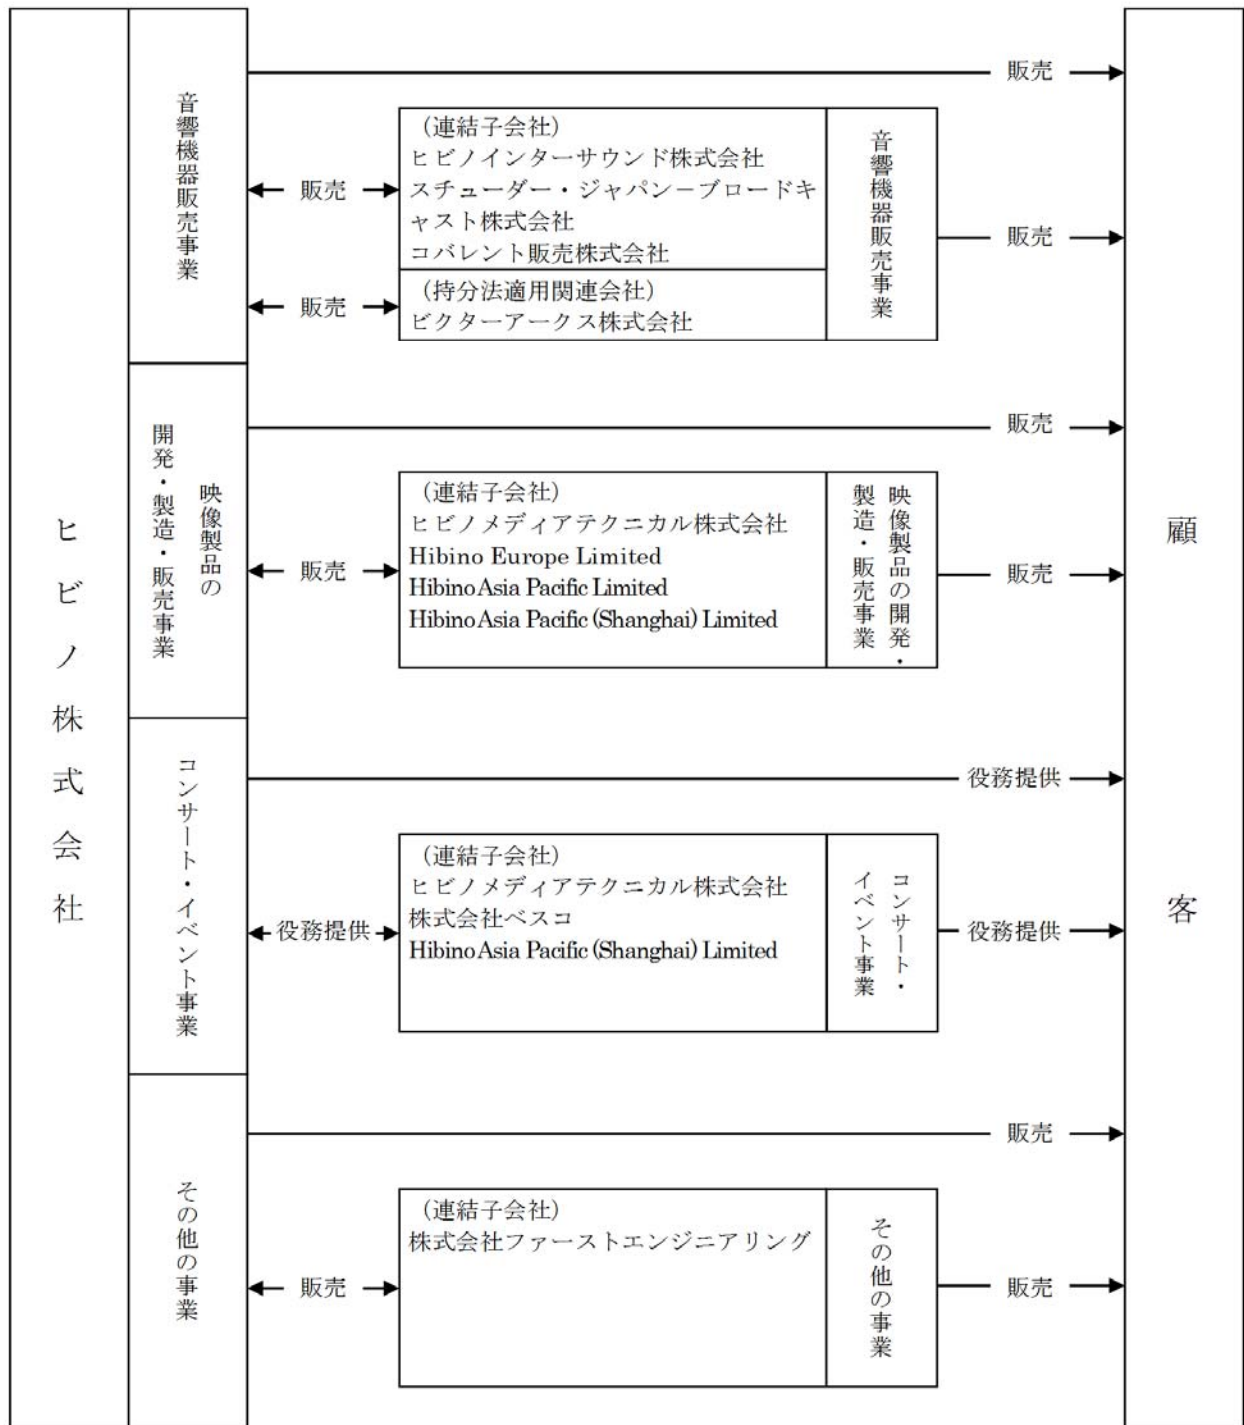 ヒビノ株式会社
音響機器販売事業
販売
(連結子会社)
ヒビノインターサウンド株式会社
スチューダー・ジャパン－ブロードキ
ャスト株式会社
コバレント販売株式会社
販売
(持分法適用関連会社)
ビクターアークス株式会社
販売
音響機器販売事業
販売
映像製品の
開発・製造・販売事業
販売
(連結子会社)
ヒビノメディアテクニカル株式会社
Hibino Europe Limited
Hibino Asia Pacific Limited
Hibino Asia Pacific (Shanghai) Limited
販売
映像製品の開発・
製造・販売事業
販売
コンサート・イベント事業
役務提供
(連結子会社)
ヒビノメディアテクニカル株式会社
株式会社ベスコ
Hibino Asia Pacific (Shanghai) Limited
役務提供
コンサート・
イベント事業
役務提供
その他の事業
販売
(連結子会社)
株式会社ファーストエンジニアリング
販売
その他の事業
販売
顧客